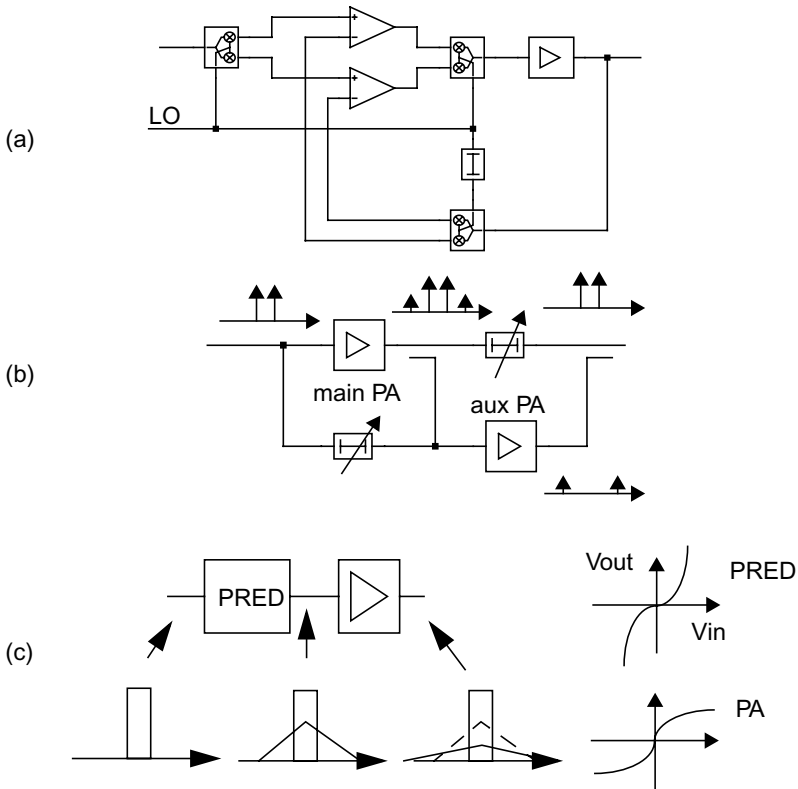 LO
+
−
+
−
(a)
(b)
main PA
aux PA
Vout
PRED
PRED
Vin
(c)
PA